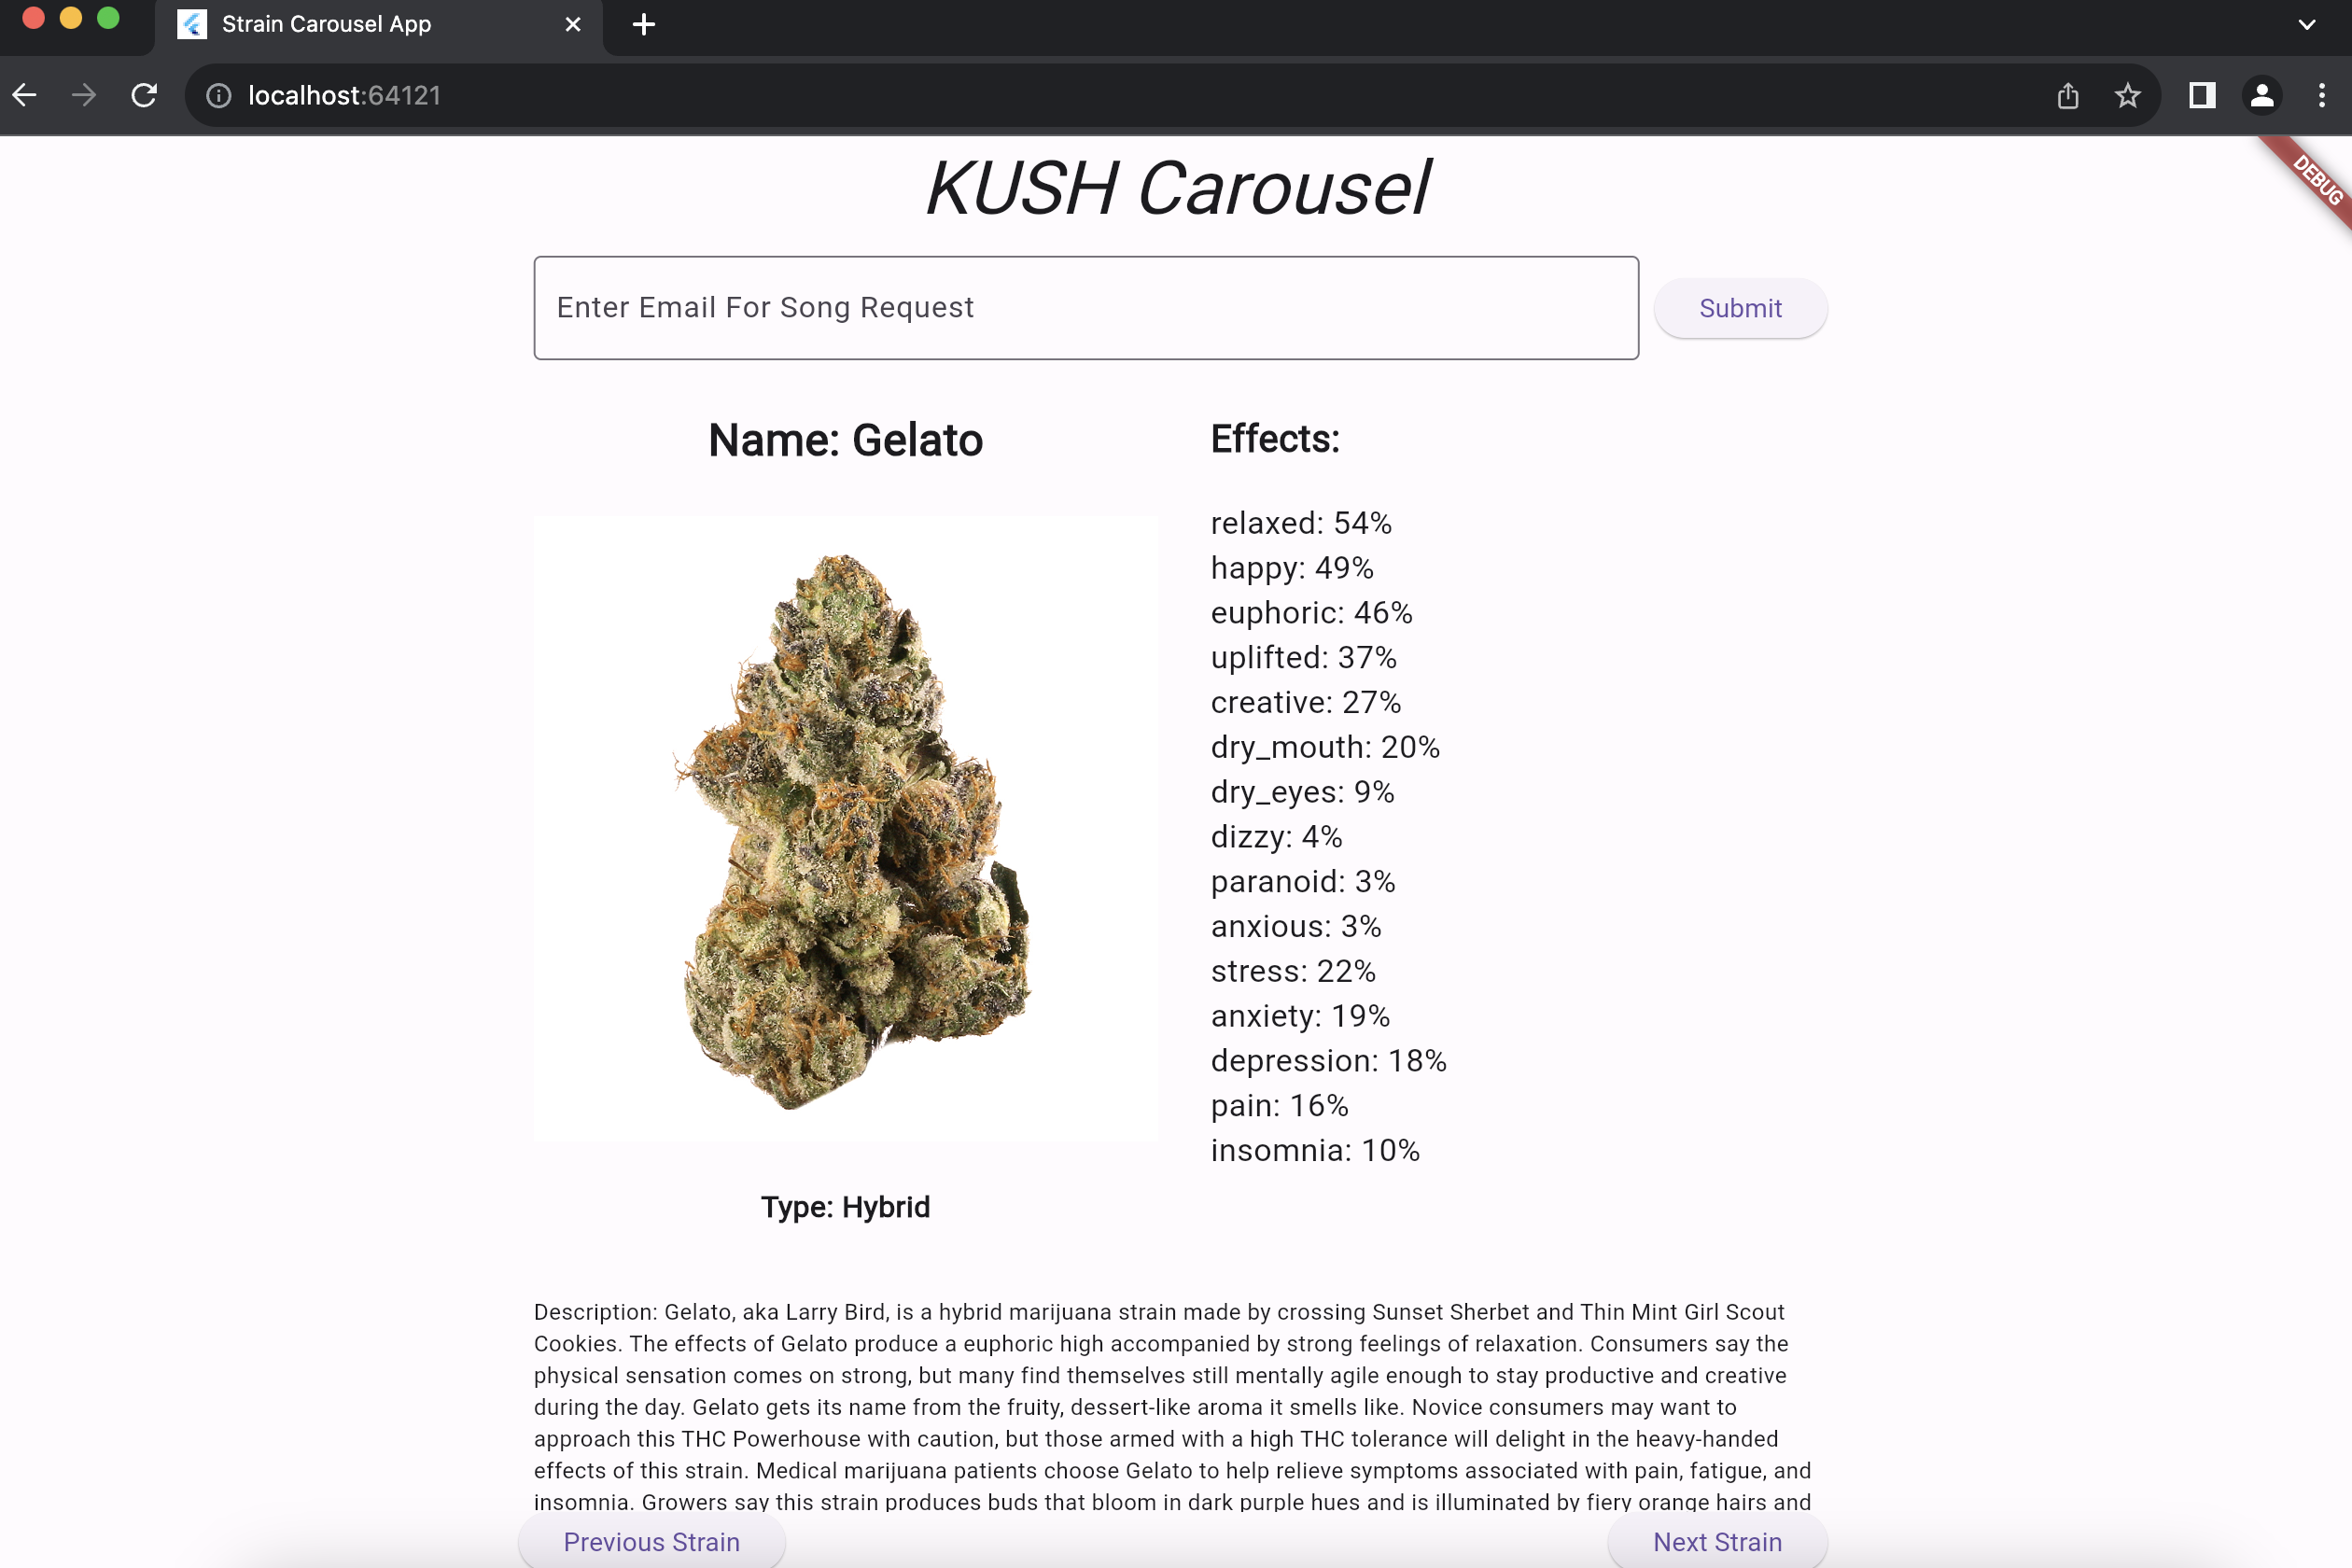 Strain Carousel App
localhost:64121
DEBUG
KUSH Carousel
Enter Email For Song Request
Submit
Name: Gelato
Effects:
relaxed: 54%
happy: 49%
euphoric: 46%
uplifted: 37%
creative: 27%
dry_mouth: 20%
dry_eyes: 9%
dizzy: 4%
paranoid: 3%
anxious: 3%
stress: 22%
anxiety: 19%
depression: 18%
pain: 16%
insomnia: 10%
Type: Hybrid
Description: Gelato, aka Larry Bird, is a hybrid marijuana strain made by crossing Sunset Sherbet and Thin Mint Girl Scout
Cookies. The effects of Gelato produce a euphoric high accompanied by strong feelings of relaxation. Consumers say the
physical sensation comes on strong, but many find themselves still mentally agile enough to stay productive and creative
during the day. Gelato gets its name from the fruity, dessert-like aroma it smells like. Novice consumers may want to
approach this THC Powerhouse with caution, but those armed with a high THC tolerance will delight in the heavy-handed
effects of this strain. Medical marijuana patients choose Gelato to help relieve symptoms associated with pain, fatigue, and
insomnia. Growers say this strain produces buds that bloom in dark purple hues and is illuminated by fiery orange hairs and
Previous Strain
Next Strain